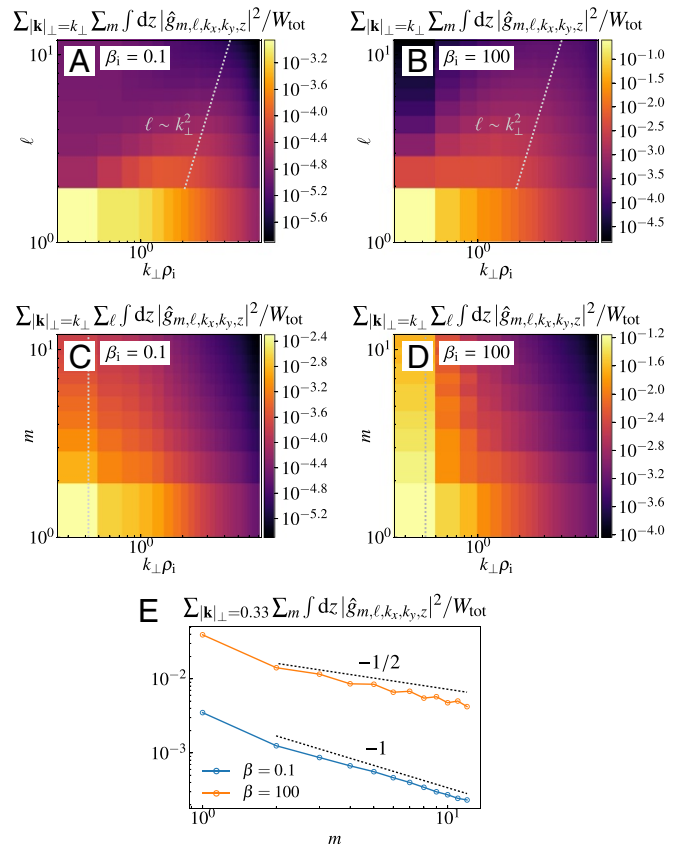 ∑|k|⊥=k⊥ ∑m ∫ dz |ĝm,ℓ,kx,ky,z|²/Wtot
A βi = 0.1
ℓ ∼ k⊥²
ℓ
10⁰
10⁰
k⊥ρi
10⁻³·²
10⁻³·⁶
10⁻⁴·⁰
10⁻⁴·⁴
10⁻⁴·⁸
10⁻⁵·²
10⁻⁵·⁶
∑|k|⊥=k⊥ ∑m ∫ dz |ĝm,ℓ,kx,ky,z|²/Wtot
B βi = 100
ℓ ∼ k⊥²
ℓ
10⁰
10⁰
k⊥ρi
10⁻¹·⁰
10⁻¹·⁵
10⁻²·⁰
10⁻²·⁵
10⁻³·⁰
10⁻³·⁵
10⁻⁴·⁰
10⁻⁴·⁵
∑|k|⊥=k⊥ ∑ℓ ∫ dz |ĝm,ℓ,kx,ky,z|²/Wtot
C βi = 0.1
m
10¹
10⁰
10⁰
k⊥ρi
10⁻²·⁴
10⁻²·⁸
10⁻³·²
10⁻³·⁶
10⁻⁴·⁰
10⁻⁴·⁴
10⁻⁴·⁸
10⁻⁵·²
∑|k|⊥=k⊥ ∑ℓ ∫ dz |ĝm,ℓ,kx,ky,z|²/Wtot
D βi = 100
m
10¹
10⁰
10⁰
k⊥ρi
10⁻¹·²
10⁻¹·⁶
10⁻²·⁰
10⁻²·⁴
10⁻²·⁸
10⁻³·²
10⁻³·⁶
10⁻⁴·⁰
E ∑|k|⊥=0.33 ∑m ∫ dz |ĝm,ℓ,kx,ky,z|²/Wtot
10⁻²
10⁻³
−1/2
−1
β = 0.1
β = 100
10⁰
10¹
m